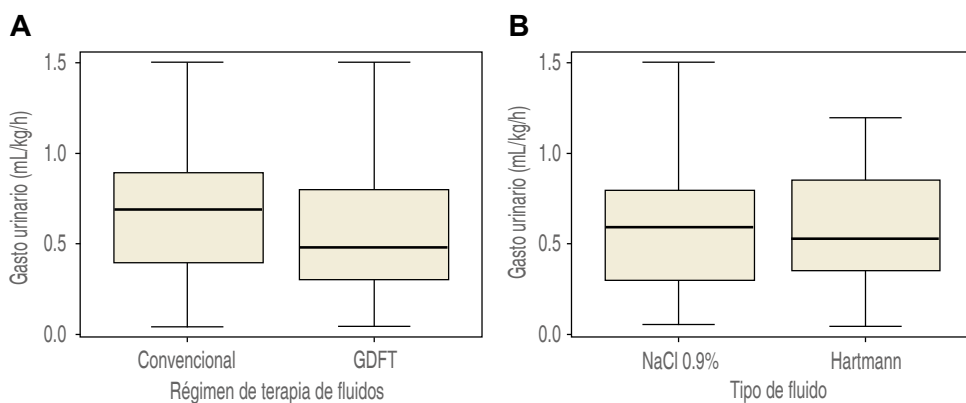 A
Gasto urinario (mL/kg/h)
1.5
1.0
0.5
0.0
Convencional GDFT
Régimen de terapia de fluidos
B
Gasto urinario (mL/kg/h)
1.5
1.0
0.5
0.0
NaCl 0.9% Hartmann
Tipo de fluido